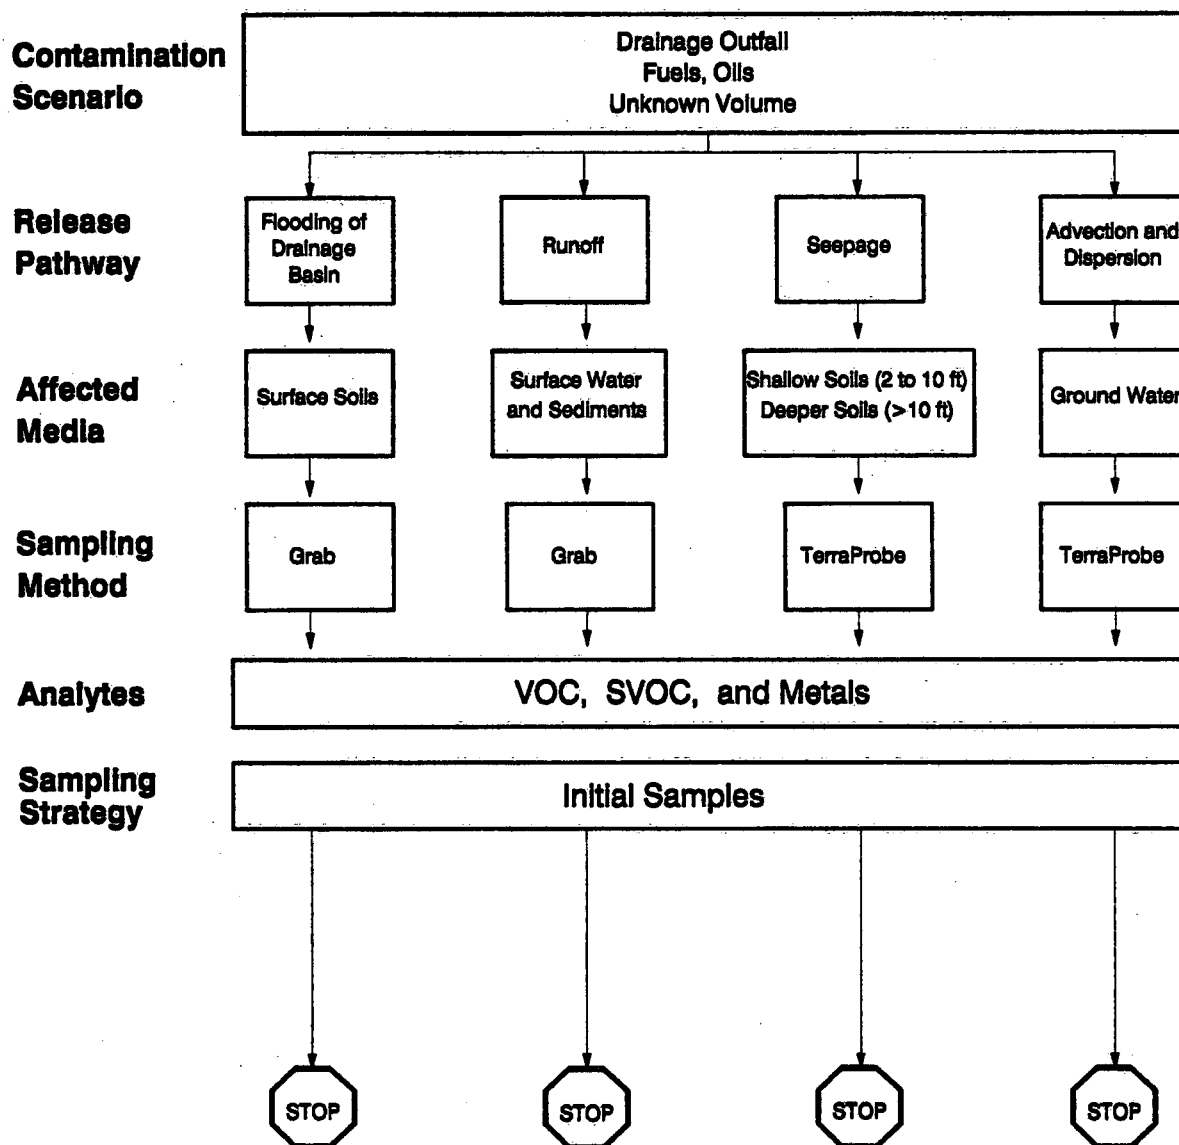 Contamination
Scenario
Drainage Outfall
Fuels, Oils
Unknown Volume
Release
Pathway
Flooding of
Drainage
Basin
Runoff
Seepage
Advection and
Dispersion
Affected
Media
Surface Soils
Surface Water
and Sediments
Shallow Soils (2 to 10 ft)
Deeper Soils (>10 ft)
Ground Water
Sampling
Method
Grab
Grab
TerraProbe
TerraProbe
Analytes
VOC, SVOC, and Metals
Sampling
Strategy
Initial Samples
STOP
STOP
STOP
STOP